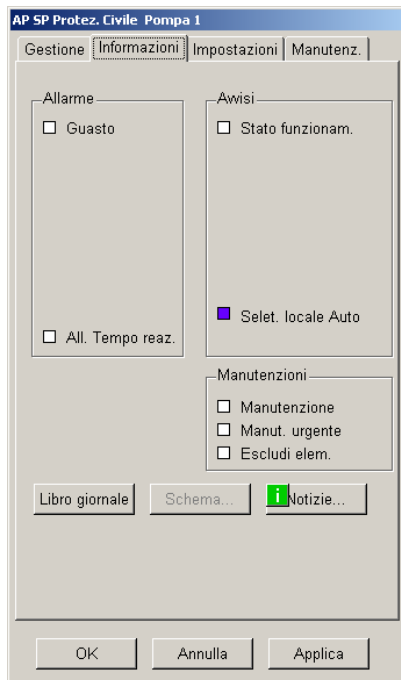 AP SP Protez. Civile Pompa 1
Gestione Informazioni Impostazioni Manutenz.
Allarme
Guasto
All. Tempo reaz.
Avvisi
Stato funzionam.
Selet. locale Auto
Manutenzioni
Manutenzione
Manut. urgente
Escludi elem.
Libro giornale Schema... i Notizie...
OK Annulla Applica